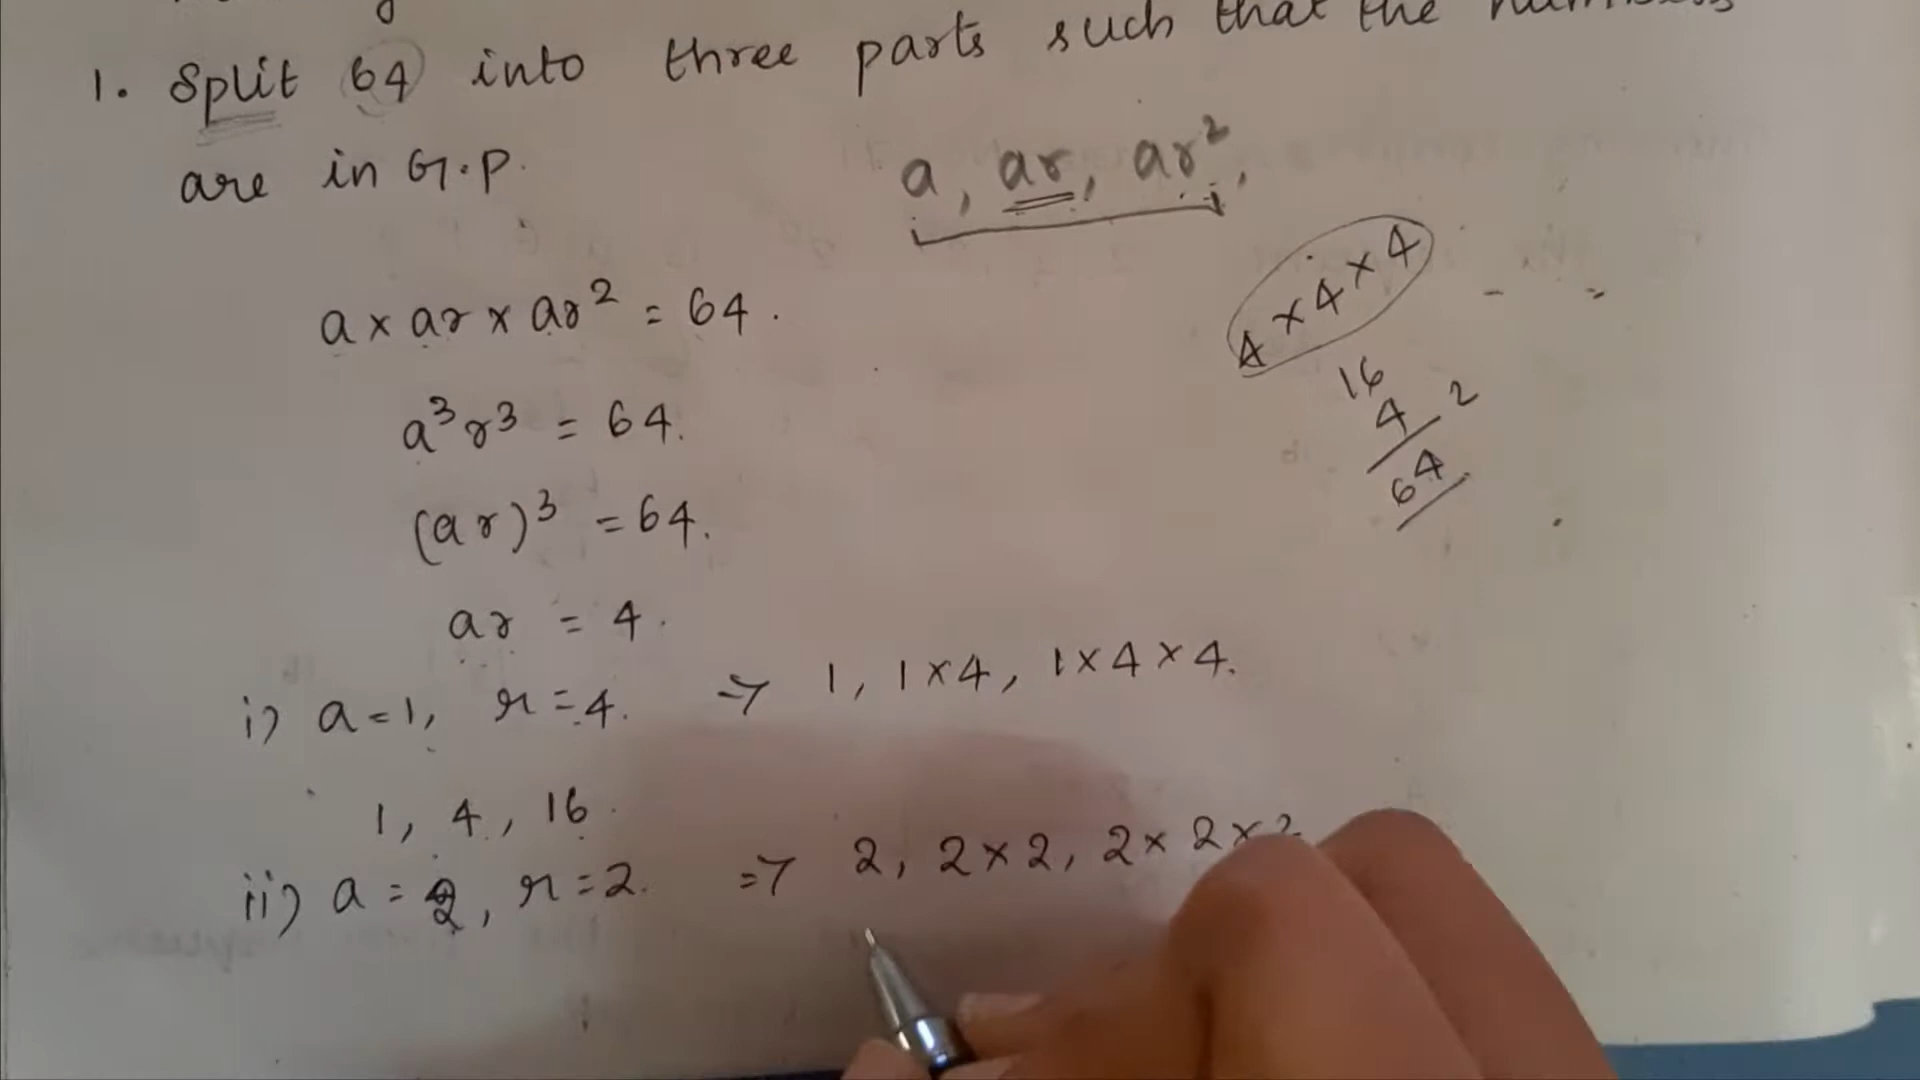 1. Split 64 into three parts such that the numbers
are in G.P.
a, ar, ar²,
a × ar × ar² = 64.
4 × 4 × 4
16
4 2
64
a³r³ = 64.
(ar)³ = 64.
ar = 4.
i) a = 1, r = 4. => 1, 1×4, 1×4×4.
1, 4, 16.
ii) a = 2, r = 2. => 2, 2×2, 2×2×2